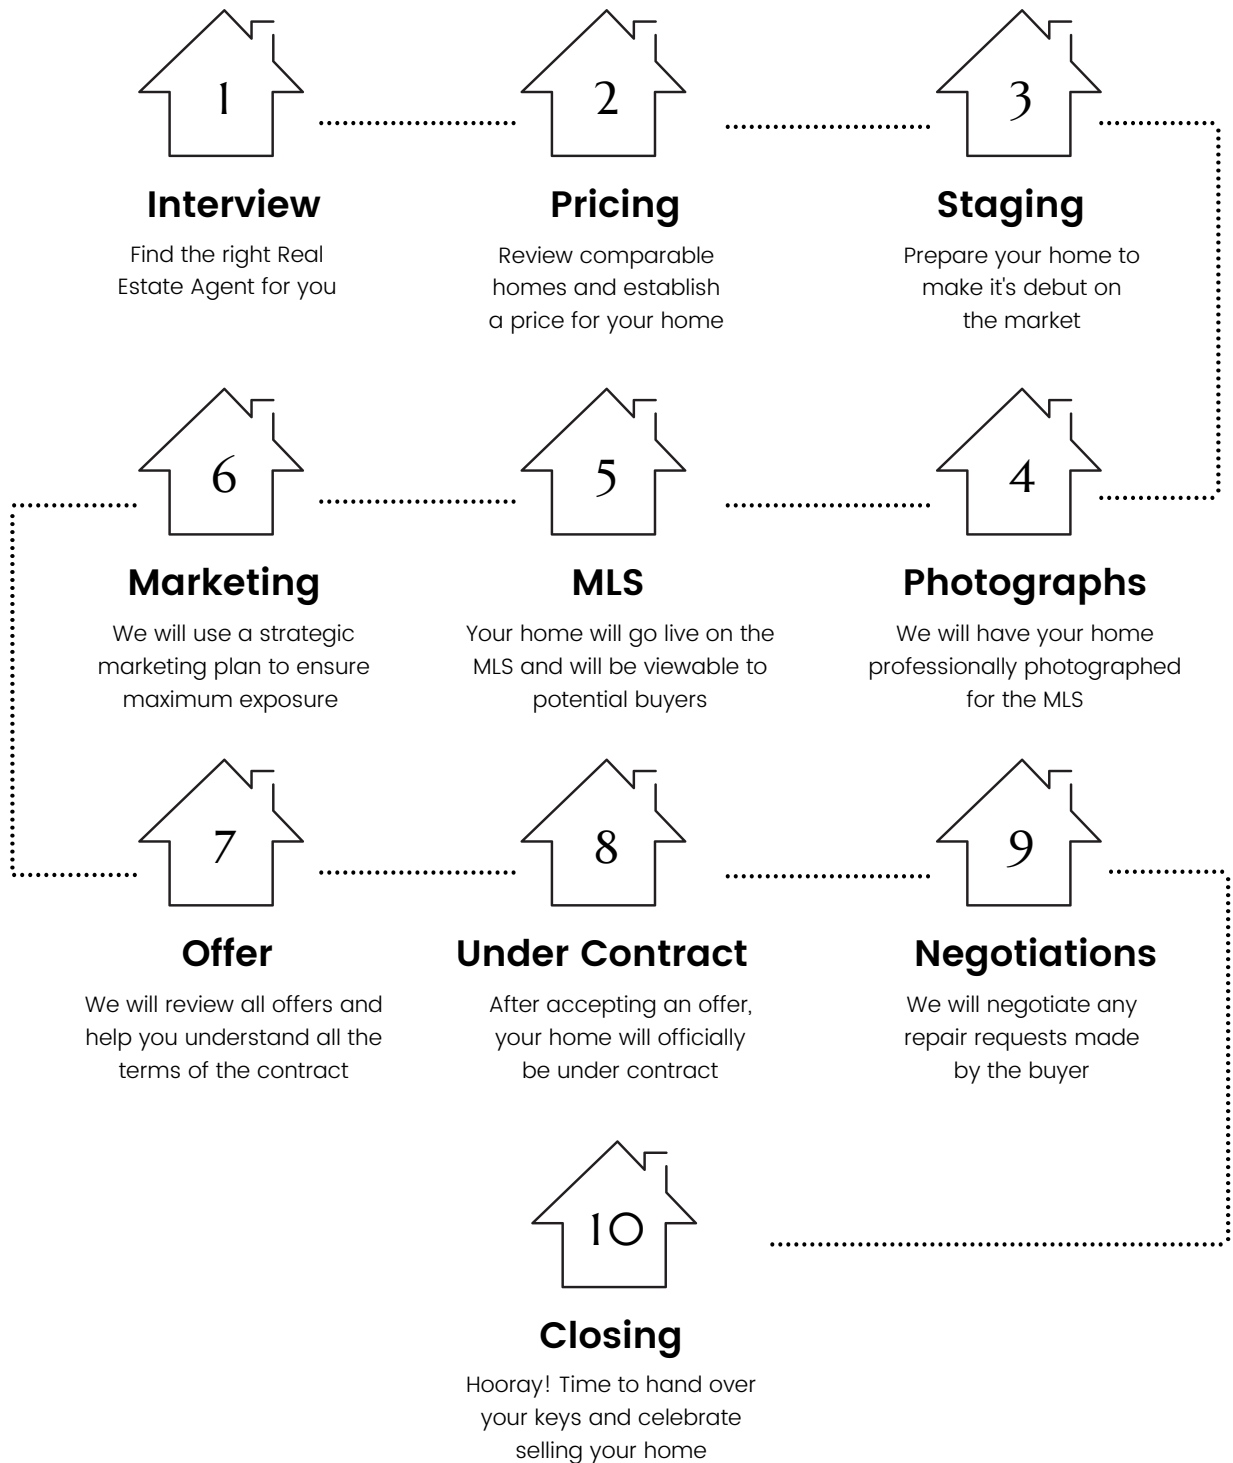 1
Interview
Find the right Real
Estate Agent for you
2
Pricing
Review comparable
homes and establish
a price for your home
3
Staging
Prepare your home to
make it's debut on
the market
4
Photographs
We will have your home
professionally photographed
for the MLS
5
MLS
Your home will go live on the
MLS and will be viewable to
potential buyers
6
Marketing
We will use a strategic
marketing plan to ensure
maximum exposure
7
Offer
We will review all offers and
help you understand all the
terms of the contract
8
Under Contract
After accepting an offer,
your home will officially
be under contract
9
Negotiations
We will negotiate any
repair requests made
by the buyer
10
Closing
Hooray! Time to hand over
your keys and celebrate
selling your home